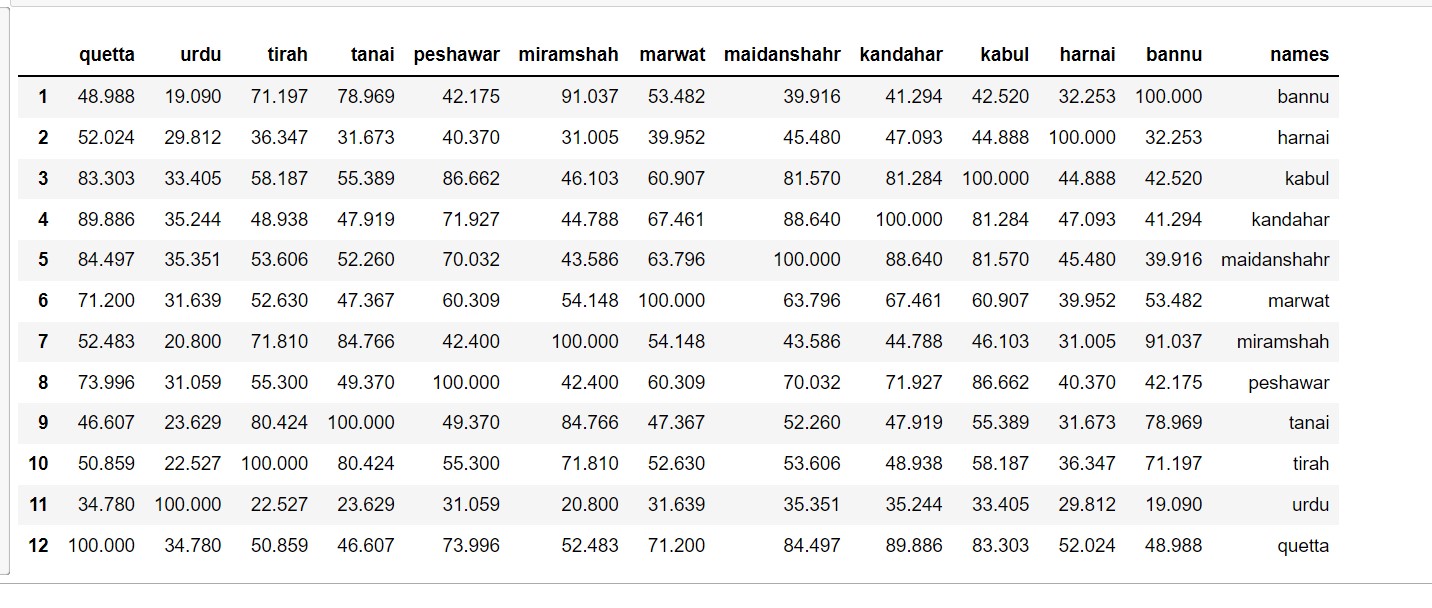 quetta urdu tirah tanai peshawar miramshah marwat maidanshahr kandahar kabul harnai bannu names
1 48.988 19.090 71.197 78.969 42.175 91.037 53.482 39.916 41.294 42.520 32.253 100.000 bannu
2 52.024 29.812 36.347 31.673 40.370 31.005 39.952 45.480 47.093 44.888 100.000 32.253 harnai
3 83.303 33.405 58.187 55.389 86.662 46.103 60.907 81.570 81.284 100.000 44.888 42.520 kabul
4 89.886 35.244 48.938 47.919 71.927 44.788 67.461 88.640 100.000 81.284 47.093 41.294 kandahar
5 84.497 35.351 53.606 52.260 70.032 43.586 63.796 100.000 88.640 81.570 45.480 39.916 maidanshahr
6 71.200 31.639 52.630 47.367 60.309 54.148 100.000 63.796 67.461 60.907 39.952 53.482 marwat
7 52.483 20.800 71.810 84.766 42.400 100.000 54.148 43.586 44.788 46.103 31.005 91.037 miramshah
8 73.996 31.059 55.300 49.370 100.000 42.400 60.309 70.032 71.927 86.662 40.370 42.175 peshawar
9 46.607 23.629 80.424 100.000 49.370 84.766 47.367 52.260 47.919 55.389 31.673 78.969 tanai
10 50.859 22.527 100.000 80.424 55.300 71.810 52.630 53.606 48.938 58.187 36.347 71.197 tirah
11 34.780 100.000 22.527 23.629 31.059 20.800 31.639 35.351 35.244 33.405 29.812 19.090 urdu
12 100.000 34.780 50.859 46.607 73.996 52.483 71.200 84.497 89.886 83.303 52.024 48.988 quetta